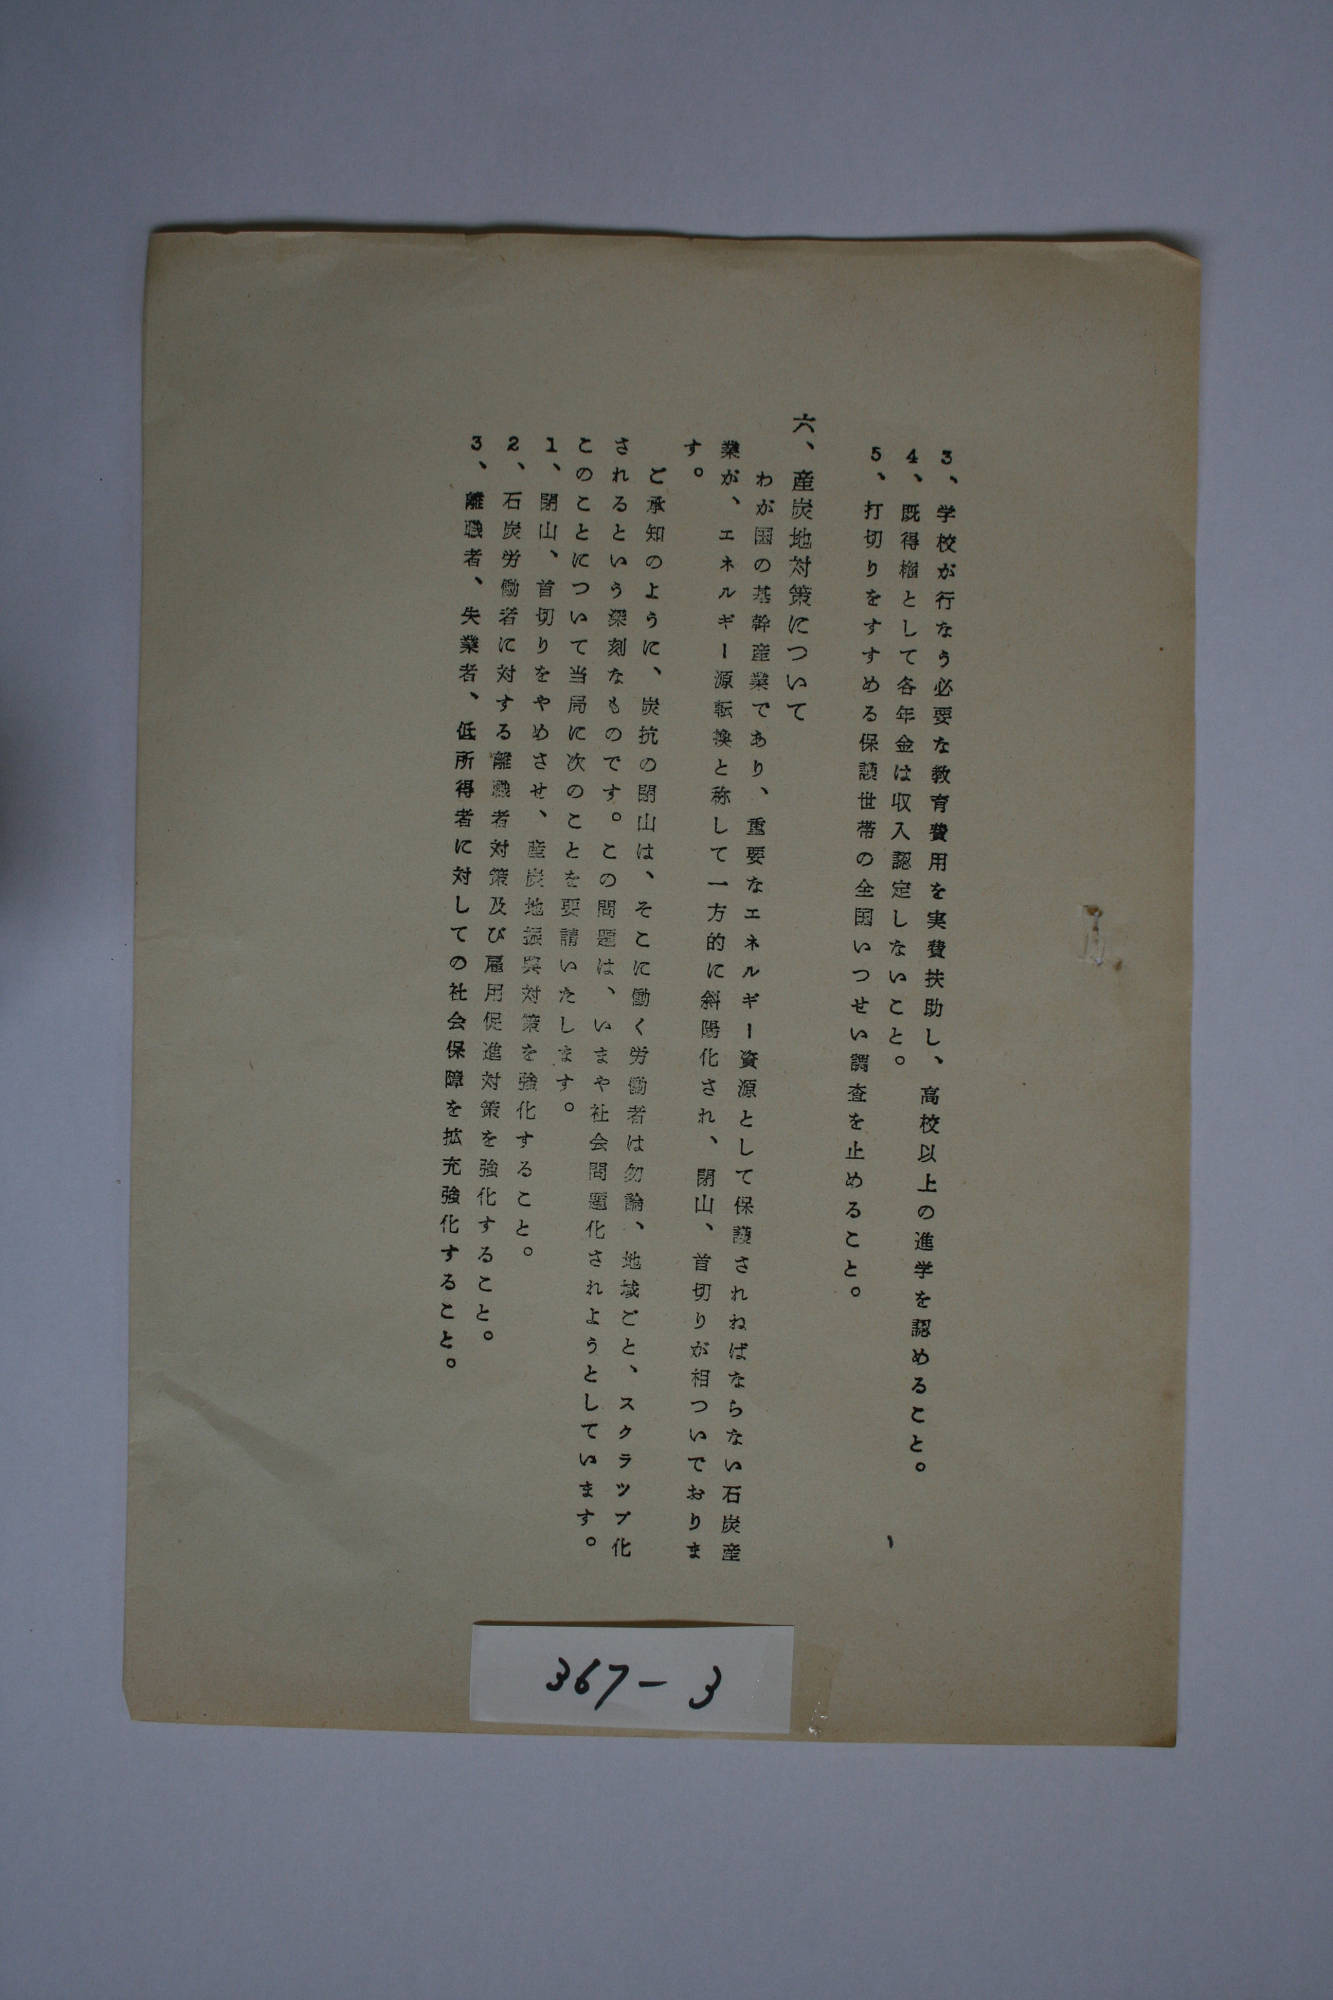 3、学校が行なう必要な教育費用を実費扶助し、高校以上の進学を認めること。
4、既得権として各年金は収入認定しないこと。
5、打切りをすすめる保護世帯の全国いつせい調査を止めること。
六、産炭地対策について
わが国の基幹産業であり、重要なエネルギー資源として保護されねばならない石炭産
業が、エネルギー源転換と称して一方的に斜陽化され、閉山、首切りが相ついでおりま
す。
ご承知のように、炭抗の閉山は、そこに働く労働者は勿論、地域ごと、スクラツプ化
されるという深刻なものです。この問題は、いまや社会問題化されようとしています。
このことについて当局に次のことを要請いたします。
1、閉山、首切りをやめさせ、産炭地振興対策を強化すること。
2、石炭労働者に対する離職者対策及び雇用促進対策を強化すること。
3、離職者、失業者、低所得者に対しての社会保障を拡充強化すること。
367-3